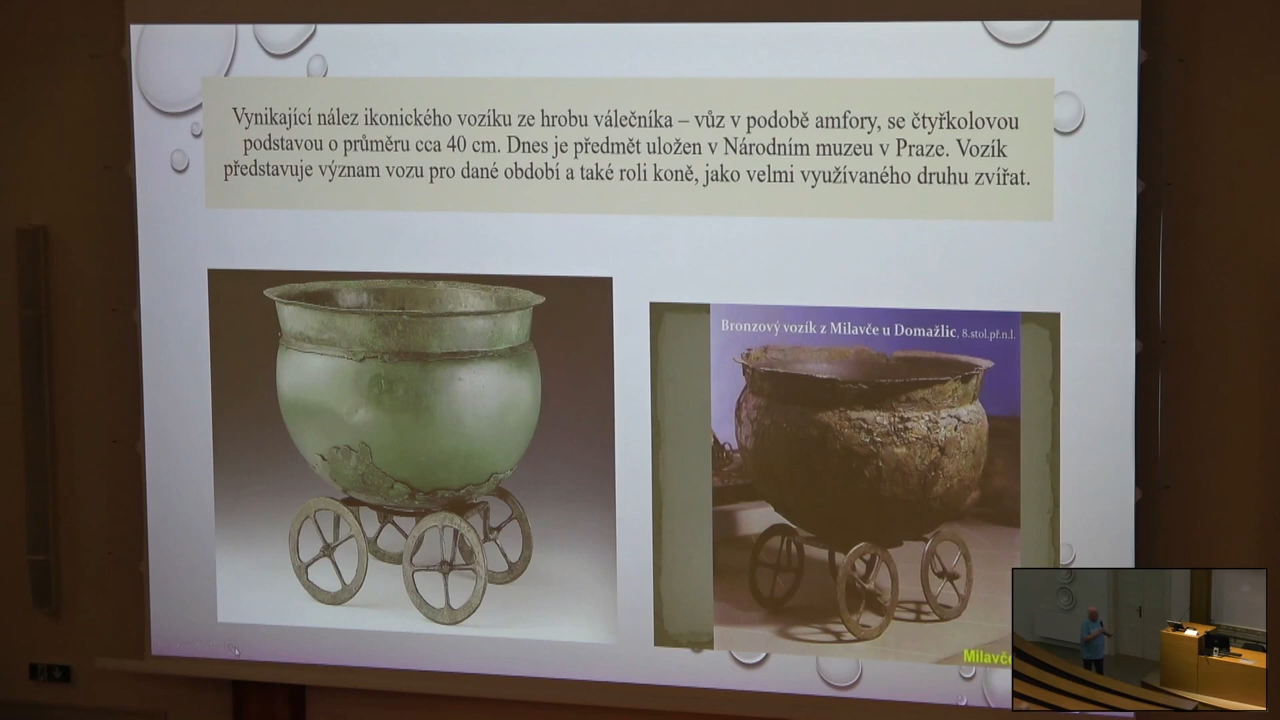 Vynikající nález ikonického vozíku ze hrobu válečníka – vůz v podobě amfory, se čtyřkolovou
podstavou o průměru cca 40 cm. Dnes je předmět uložen v Národním muzeu v Praze. Vozík
představuje význam vozu pro dané období a také roli koně, jako velmi využívaného druhu zvířat.
Bronzový vozík z Milavče u Domažlic, 8.stol.př.n.l.
Milavč